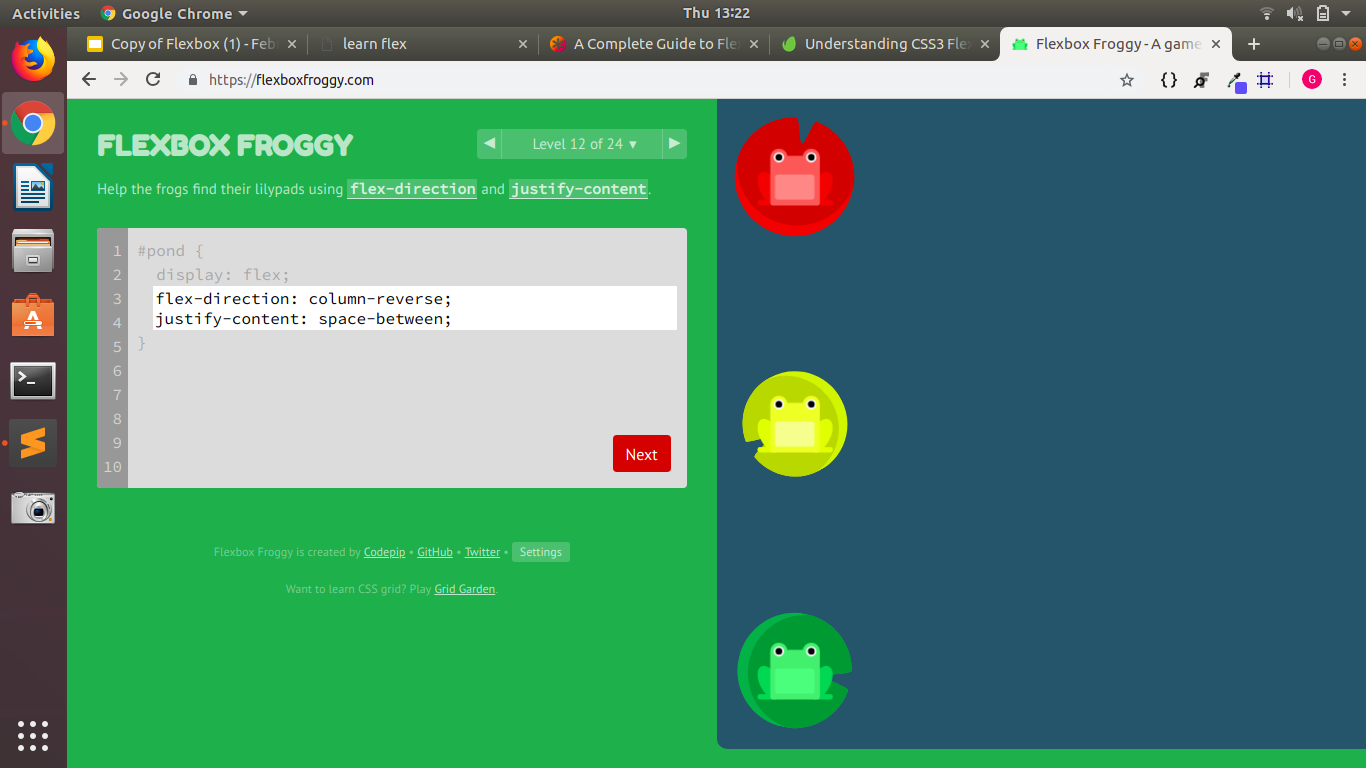 Activities Google Chrome ▾ Thu 13:22
Copy of Flexbox (1) - Feb × learn flex × A Complete Guide to Fle × Understanding CSS3 Fle × Flexbox Froggy - A game × +
https://flexboxfroggy.com {} G
FLEXBOX FROGGY
◀ Level 12 of 24 ▾ ▶
Help the frogs find their lilypads using flex-direction and justify-content.
1 #pond {
2 display: flex;
3 flex-direction: column-reverse;
4 justify-content: space-between;
5 }
6
7
8
9
10
Next
Flexbox Froggy is created by Codepip • GitHub • Twitter • Settings
Want to learn CSS grid? Play Grid Garden.